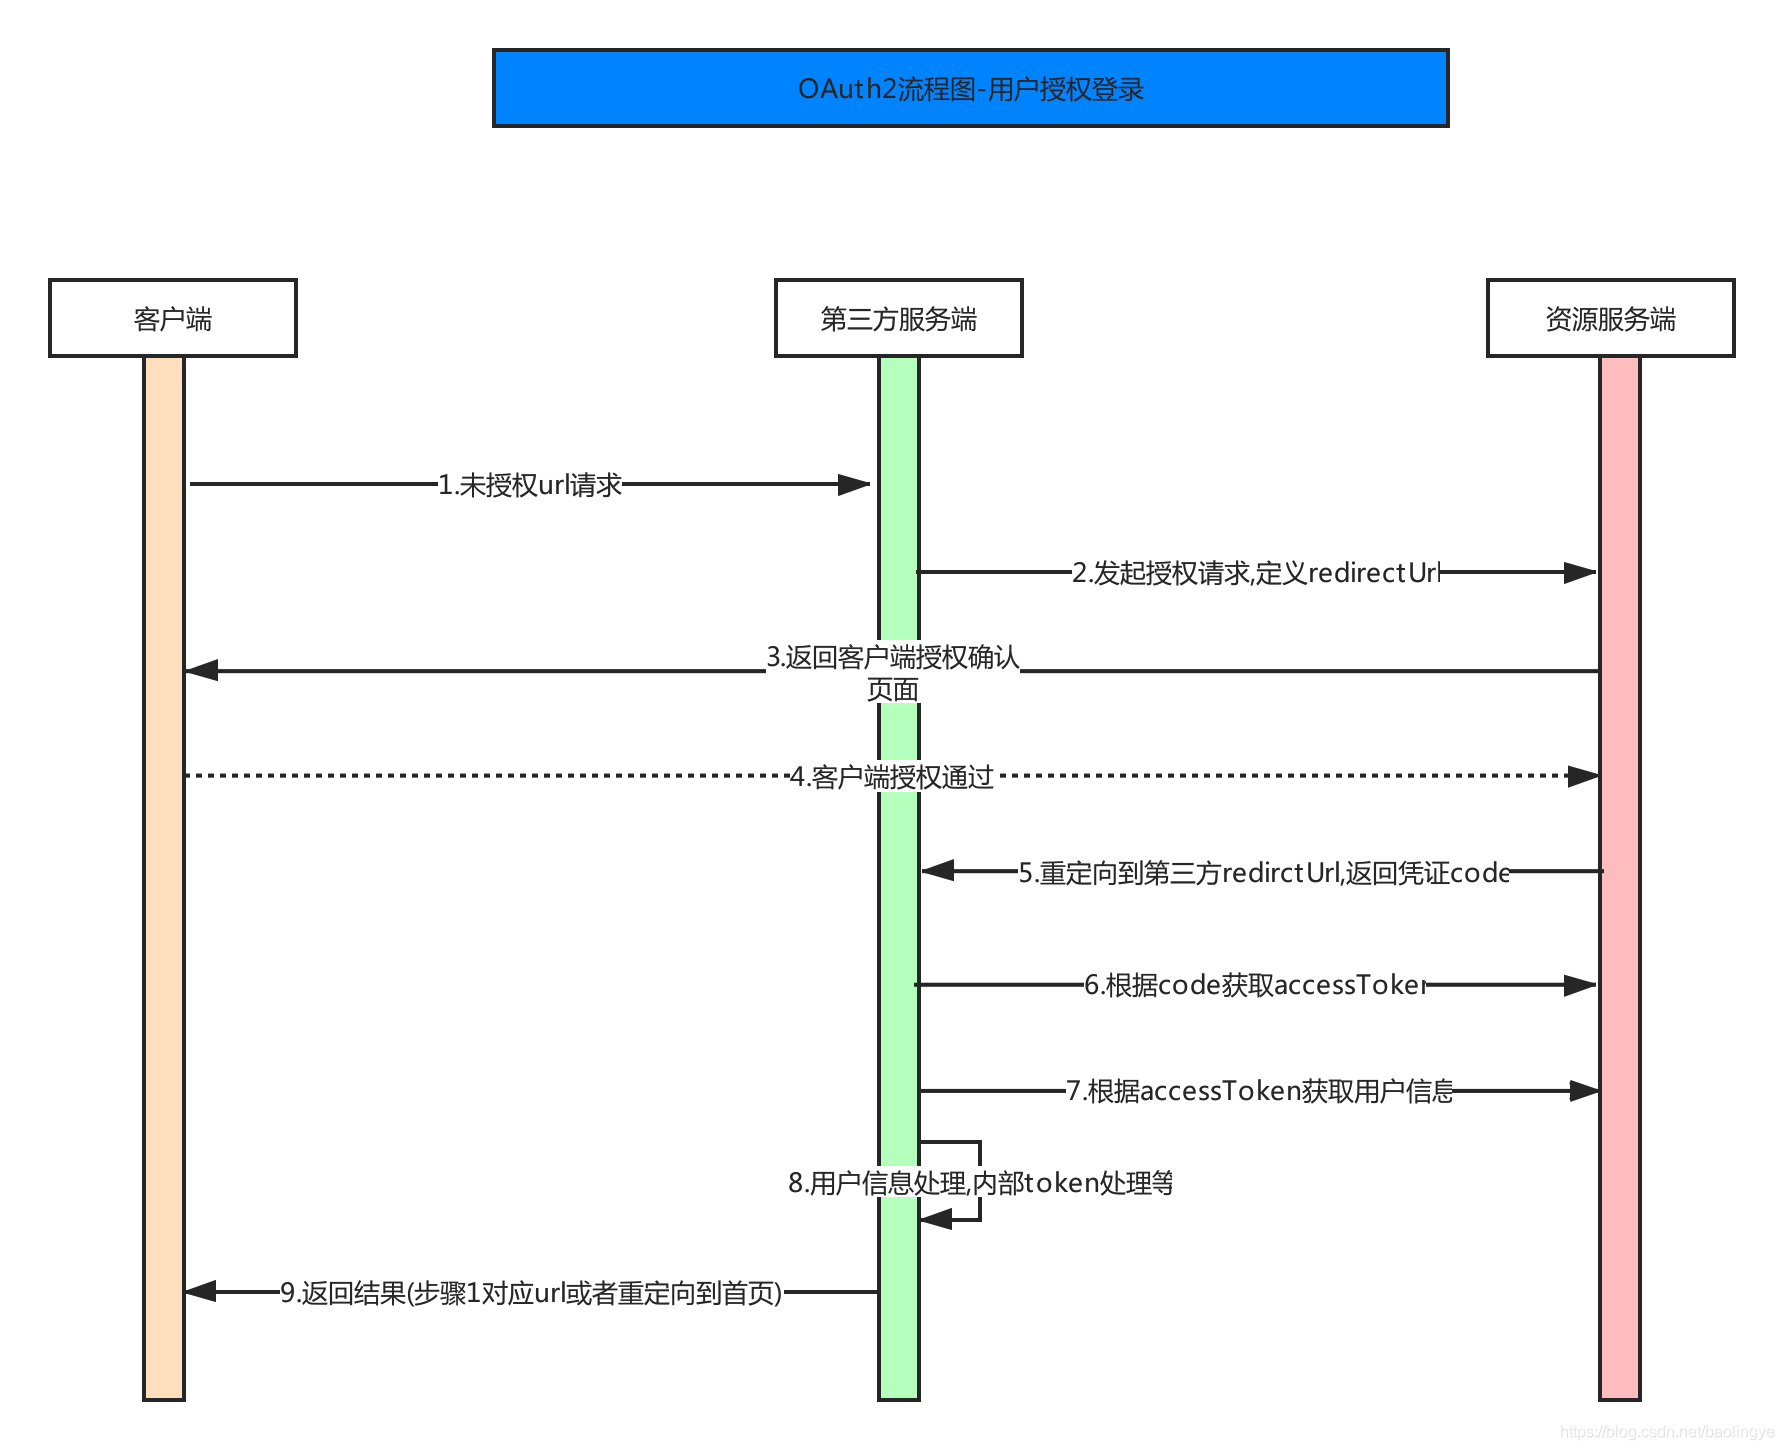 OAuth2流程图-用户授权登录
客户端
第三方服务端
资源服务端
1.未授权url请求
2.发起授权请求,定义redirectUrl
3.返回客户端授权确认
页面
4.客户端授权通过
5.重定向到第三方redirctUrl,返回凭证code
6.根据code获取accessToken
7.根据accessToken获取用户信息
8.用户信息处理,内部token处理等
9.返回结果(步骤1对应url或者重定向到首页)
https://blog.csdn.net/baolingye